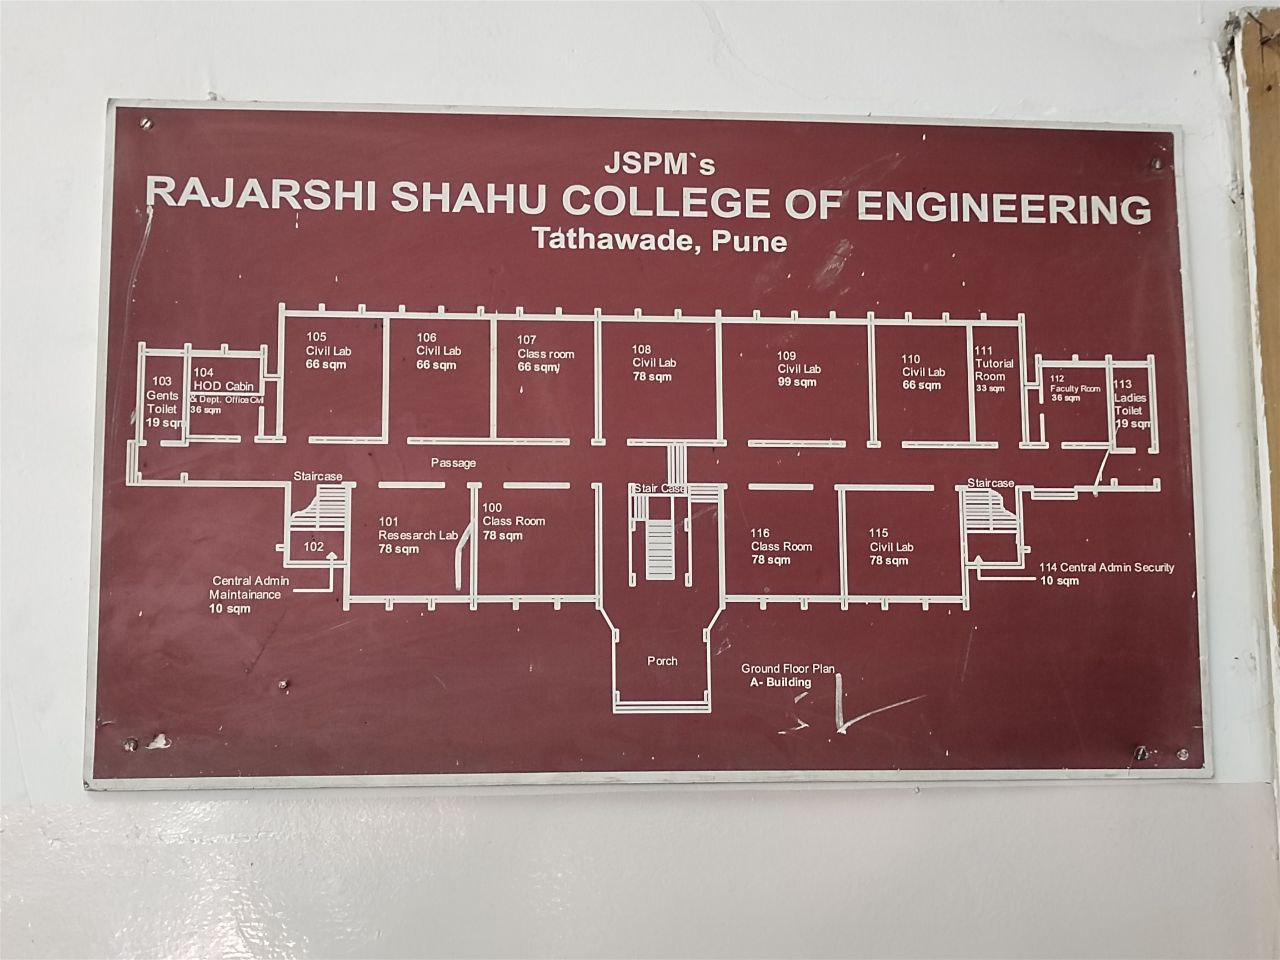 JSPM`s
RAJARSHI SHAHU COLLEGE OF ENGINEERING
Tathawade, Pune
103
Gents
Toilet
19 sqm
104
HOD Cabin
& Dept. Office Civil
36 sqm
105
Civil Lab
66 sqm
106
Civil Lab
66 sqm
107
Class room
66 sqm
108
Civil Lab
78 sqm
109
Civil Lab
99 sqm
110
Civil Lab
66 sqm
111
Tutorial
Room
33 sqm
112
Faculty Room
36 sqm
113
Ladies
Toilet
19 sqm
Passage
Staircase
Stair Case
Staircase
102
Central Admin
Maintainance
10 sqm
101
Resesarch Lab
78 sqm
100
Class Room
78 sqm
116
Class Room
78 sqm
115
Civil Lab
78 sqm
114 Central Admin Security
10 sqm
Porch
Ground Floor Plan
A- Building